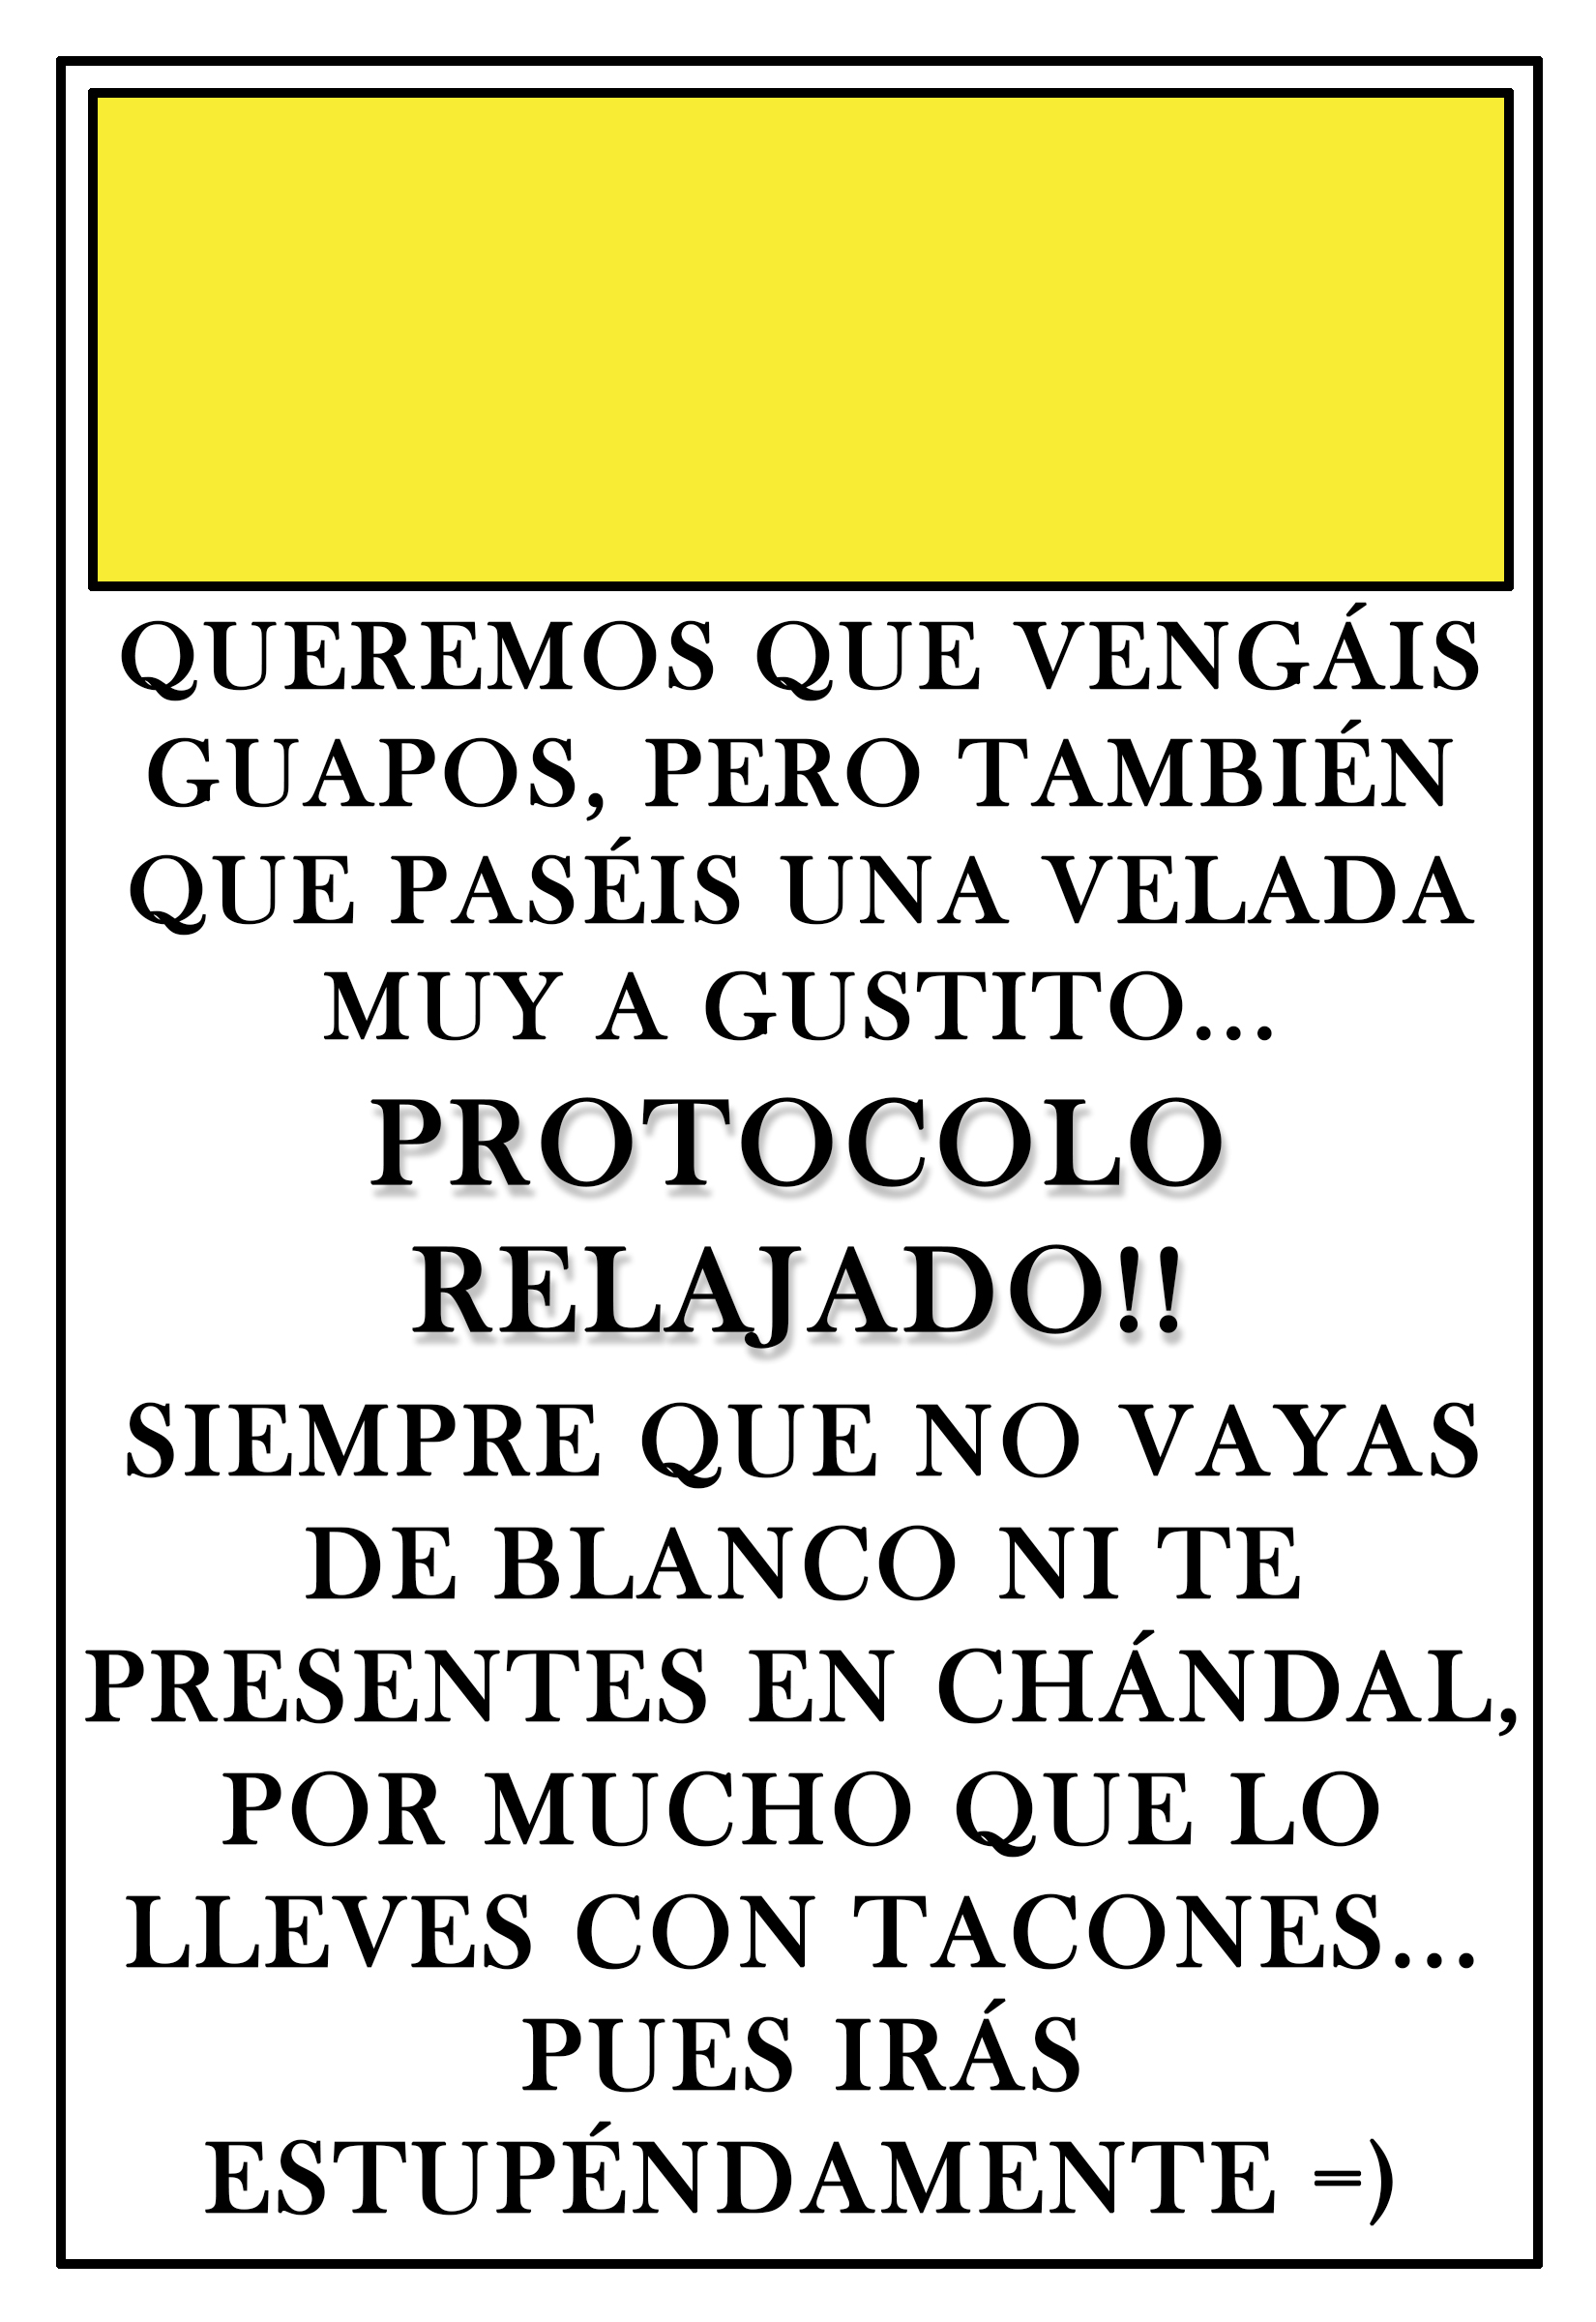 QUEREMOS QUE VENGÁIS
GUAPOS, PERO TAMBIÉN
QUE PASÉIS UNA VELADA
MUY A GUSTITO...
PROTOCOLO
RELAJADO!!
SIEMPRE QUE NO VAYAS
DE BLANCO NI TE
PRESENTES EN CHÁNDAL,
POR MUCHO QUE LO
LLEVES CON TACONES...
PUES IRÁS
ESTUPÉNDAMENTE =)